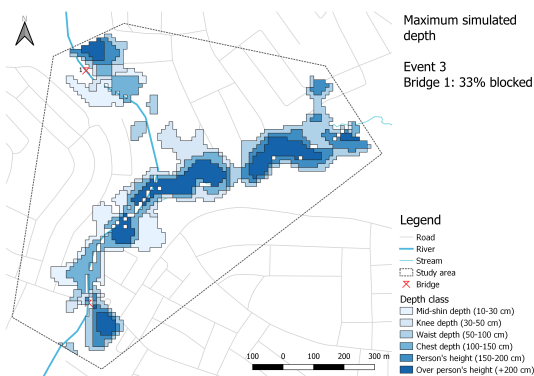 N
Maximum simulated
depth
Event 3
Bridge 1: 33% blocked
1
Legend
Road
River
Stream
Study area
Bridge
Depth class
Mid-shin depth (10-30 cm)
Knee depth (30-50 cm)
Waist depth (50-100 cm)
Chest depth (100-150 cm)
Person's height (150-200 cm)
Over person's height (+200 cm)
100 0 100 200 300 m